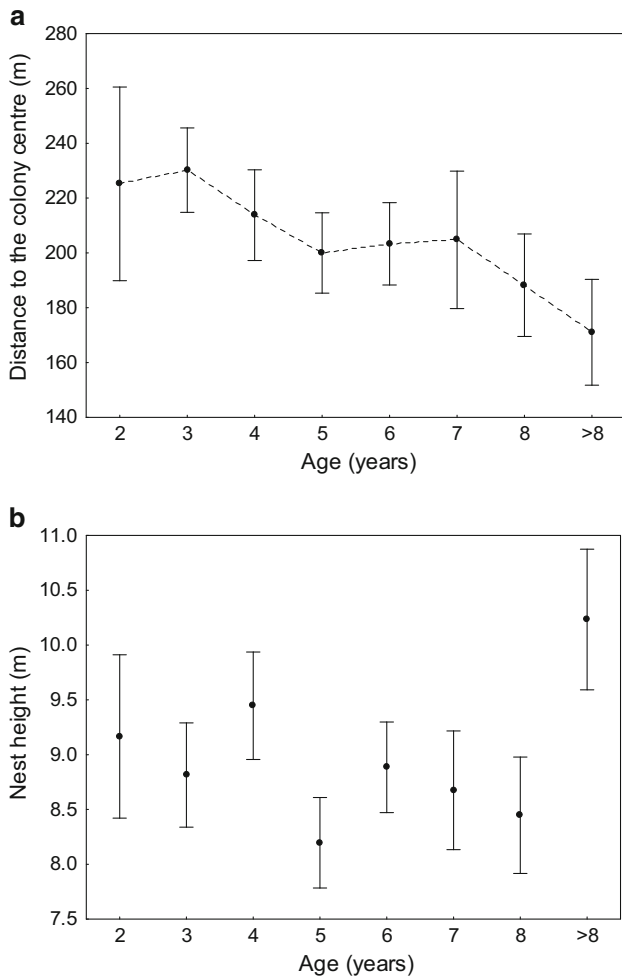 a
280
260
240
220
200
180
160
140
Distance to the colony centre (m)
2 3 4 5 6 7 8 >8
Age (years)
b
11.0
10.5
10.0
9.5
9.0
8.5
8.0
7.5
Nest height (m)
2 3 4 5 6 7 8 >8
Age (years)